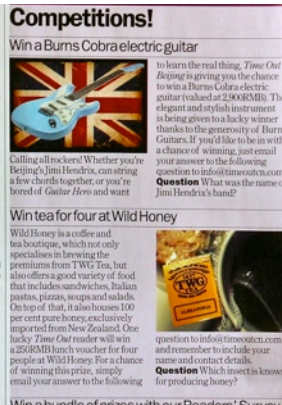 Competitions!
Win a Burns Cobra electric guitar
Calling all rockers! Whether you're
Beijing's Jimi Hendrix, can string
a few chords together, or you're
bored of Guitar Hero and want
to learn the real thing, Time Out
Beijing is giving you the chance
to win a Burns Cobra electric
guitar (valued at 2,900RMB). Th
elegant and stylish instrument
is being given to a lucky winner
thanks to the generosity of Burn
Guitars. If you'd like to be in with
a chance of winning, just email
your answer to the following
question to info@timeoutcn.com
Question What was the name o
Jimi Hendrix's band?
Win tea for four at Wild Honey
Wild Honey is a coffee and
tea boutique, which not only
specialises in brewing the
premiums from TWG Tea, but
also offers a good variety of food
that includes sandwiches, Italian
pastas, pizzas, soups and salads.
On top of that, it also houses 100
per cent pure honey, exclusively
imported from New Zealand. One
lucky Time Out reader will win
a 250RMB lunch voucher for four
people at Wild Honey. For a chance
of winning this prize, simply
email your answer to the following
TWG
TEA
question to info@timeoutcn.com
and remember to include your
name and contact details.
Question Which insect is known
for producing honey?
Win a bundle of prizes with our Readers' Survey